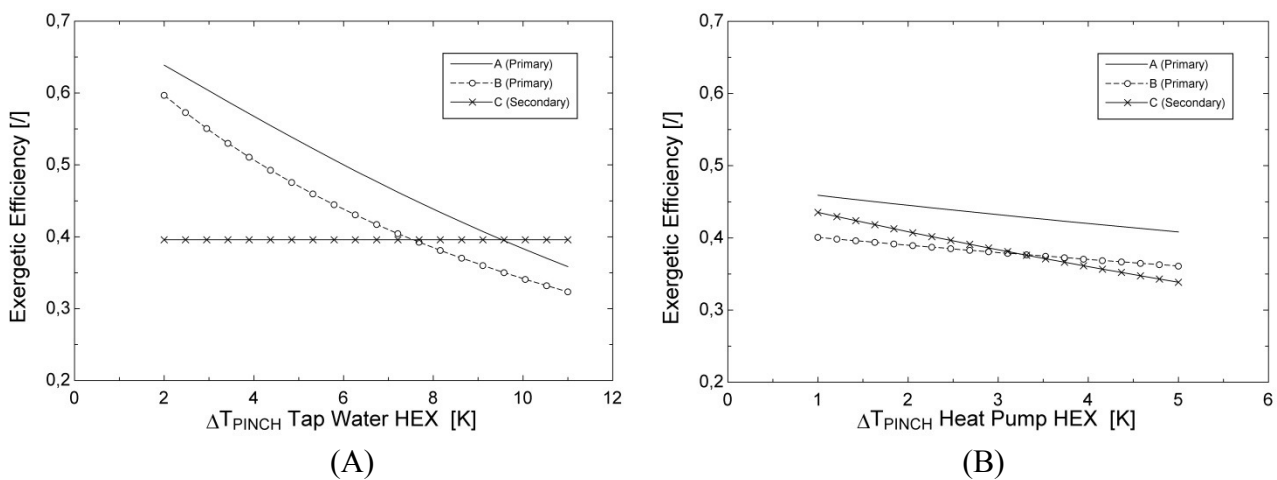 0,7
0,6
0,5
0,4
0,3
0,2
Exergetic Efficiency [/]
A (Primary)
B (Primary)
C (Secondary)
0 2 4 6 8 10 12
ΔT_PINCH Tap Water HEX [K]
(A)
0,7
0,6
0,5
0,4
0,3
0,2
Exergetic Efficiency [/]
A (Primary)
B (Primary)
C (Secondary)
0 1 2 3 4 5 6
ΔT_PINCH Heat Pump HEX [K]
(B)